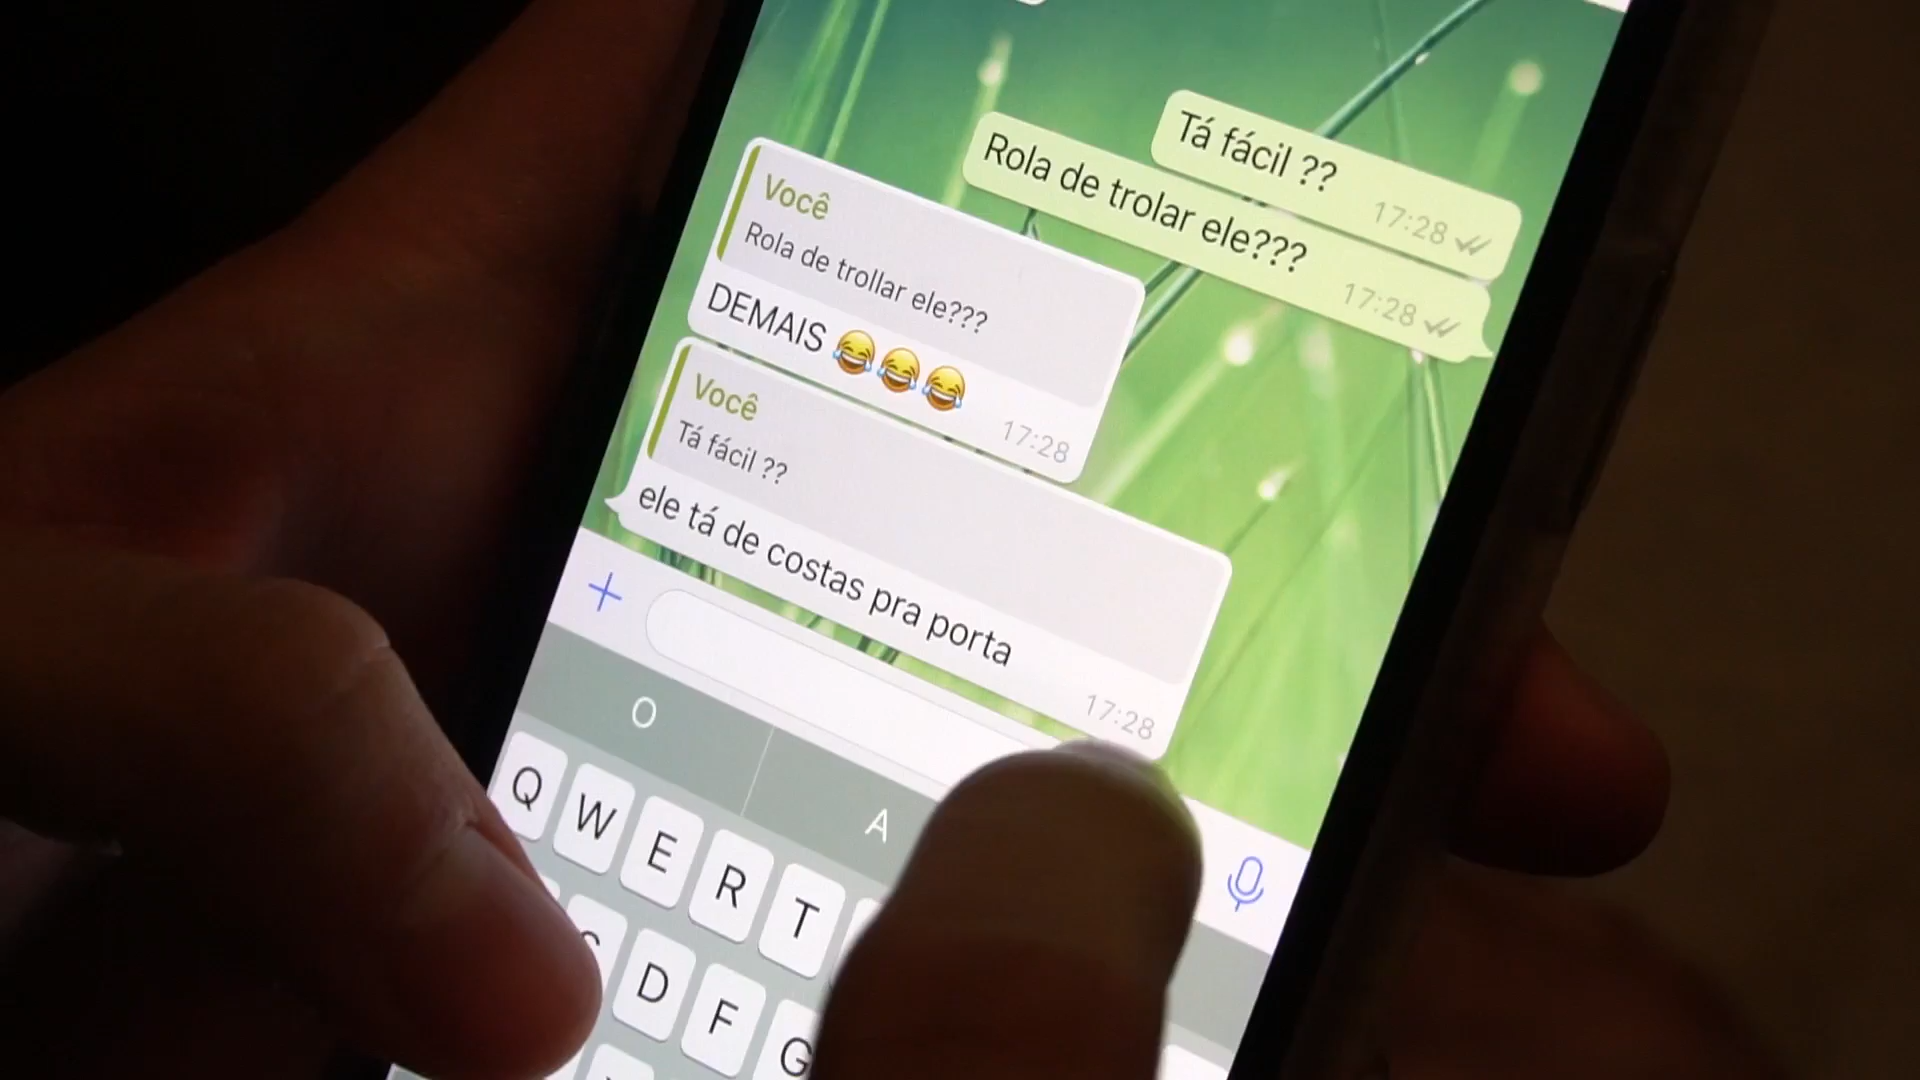 Tá fácil ??
17:28
Rola de trolar ele???
17:28
Você
Rola de trollar ele???
DEMAIS 😂😂😂
17:28
Você
Tá fácil ??
ele tá de costas pra porta
17:28
O
A
Q W E R T
S D F G